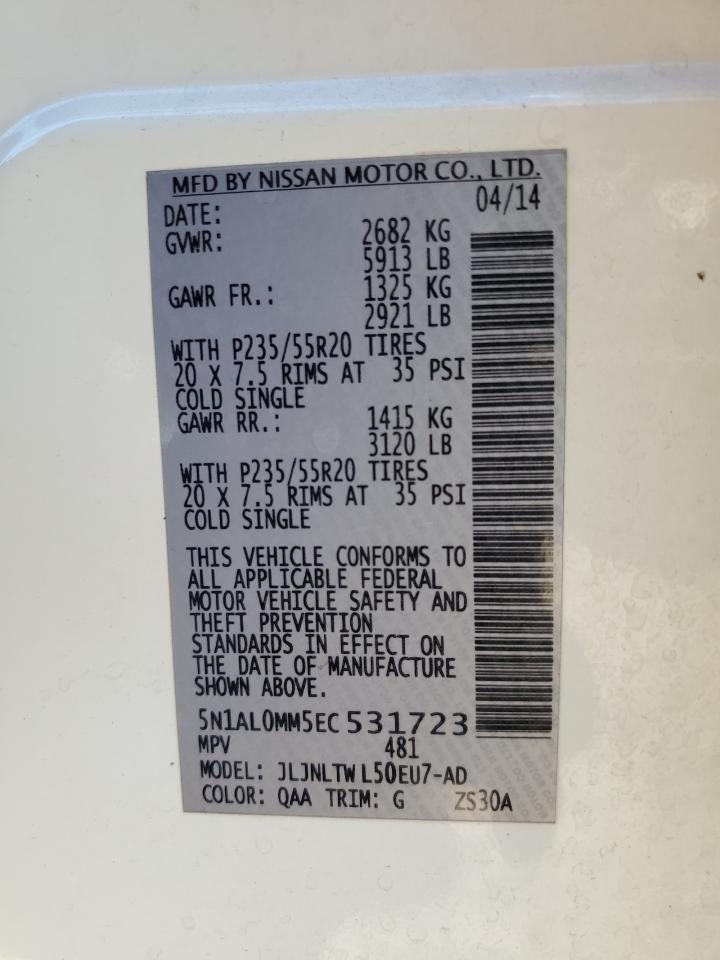 MFD BY NISSAN MOTOR CO., LTD.
DATE: 04/14
GVWR: 2682 KG
5913 LB
GAWR FR.: 1325 KG
2921 LB
WITH P235/55R20 TIRES
20 X 7.5 RIMS AT 35 PSI
COLD SINGLE
GAWR RR.: 1415 KG
3120 LB
WITH P235/55R20 TIRES
20 X 7.5 RIMS AT 35 PSI
COLD SINGLE
THIS VEHICLE CONFORMS TO
ALL APPLICABLE FEDERAL
MOTOR VEHICLE SAFETY AND
THEFT PREVENTION
STANDARDS IN EFFECT ON
THE DATE OF MANUFACTURE
SHOWN ABOVE.
5N1AL0MM5EC 531723
MPV 481
MODEL: JLJNLTW L50EU7-AD
COLOR: QAA TRIM: G ZS30A